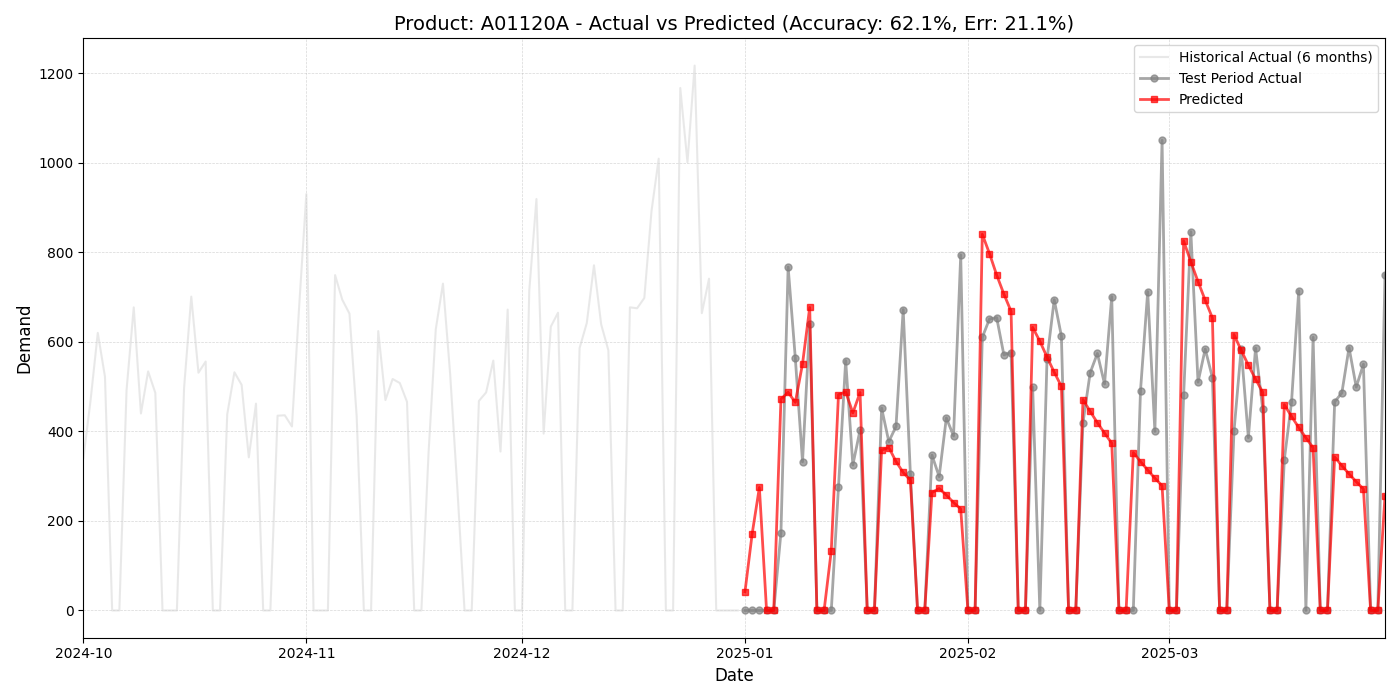 Product: A01120A - Actual vs Predicted (Accuracy: 62.1%, Err: 21.1%)
Historical Actual (6 months)
Test Period Actual
Predicted
Demand
1200
1000
800
600
400
200
0
2024-10
2024-11
2024-12
2025-01
2025-02
2025-03
Date